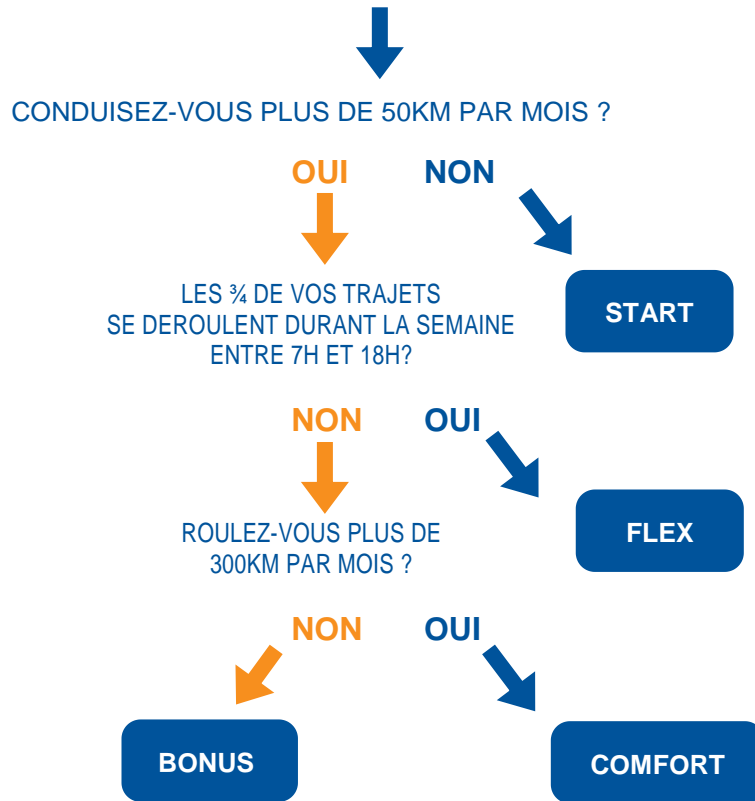 CONDUISEZ-VOUS PLUS DE 50KM PAR MOIS ?
OUI NON
LES ¾ DE VOS TRAJETS
SE DEROULENT DURANT LA SEMAINE
ENTRE 7H ET 18H?
START
NON OUI
ROULEZ-VOUS PLUS DE
300KM PAR MOIS ?
FLEX
NON OUI
BONUS
COMFORT